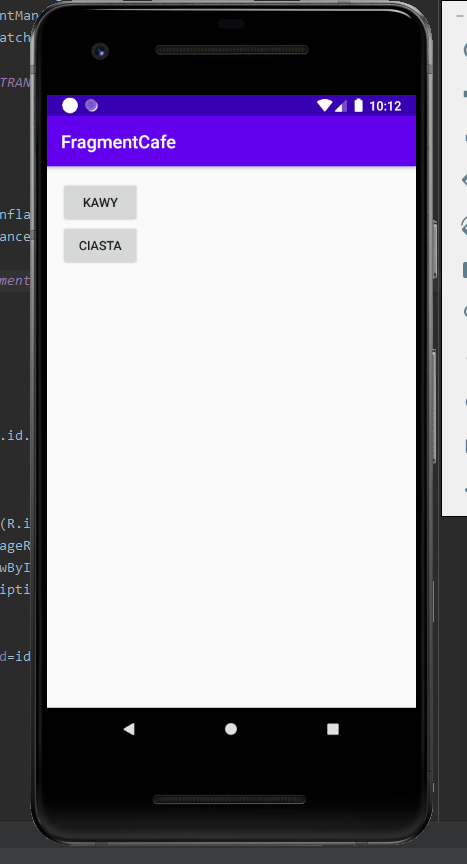 ntMan
atch
TRAN
10:12
FragmentCafe
KAWY
nfla
ance
CIASTA
ment
.id.
(R.i
ageR
wByI
ipti
d=id